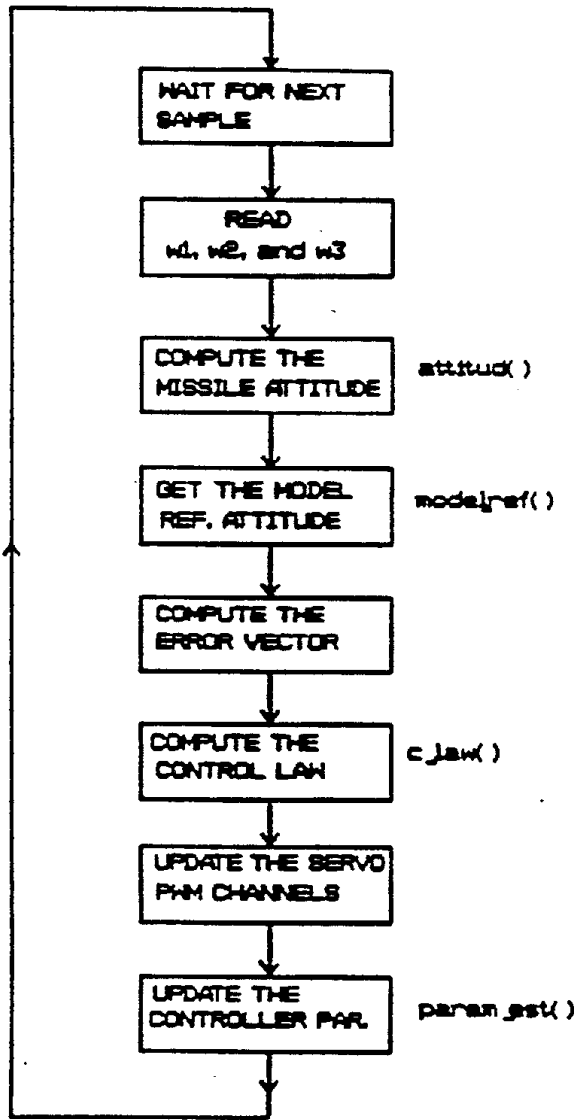 WAIT FOR NEXT
SAMPLE
READ
w1, w2, and w3
COMPUTE THE
MISSILE ATTITUDE
attitud()
GET THE MODEL
REF. ATTITUDE
modelref()
COMPUTE THE
ERROR VECTOR
COMPUTE THE
CONTROL LAW
c_law()
UPDATE THE SERVO
PWM CHANNELS
UPDATE THE
CONTROLLER PAR.
param_est()